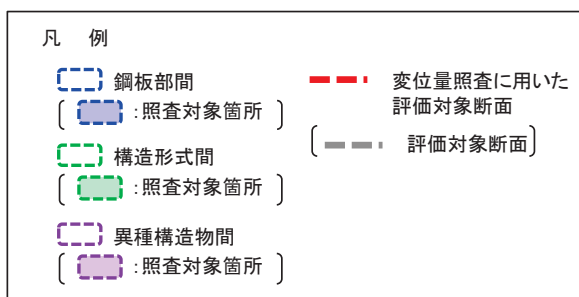 凡 例
鋼板部間
:照査対象箇所
構造形式間
:照査対象箇所
異種構造物間
:照査対象箇所
変位量照査に用いた
評価対象断面
評価対象断面